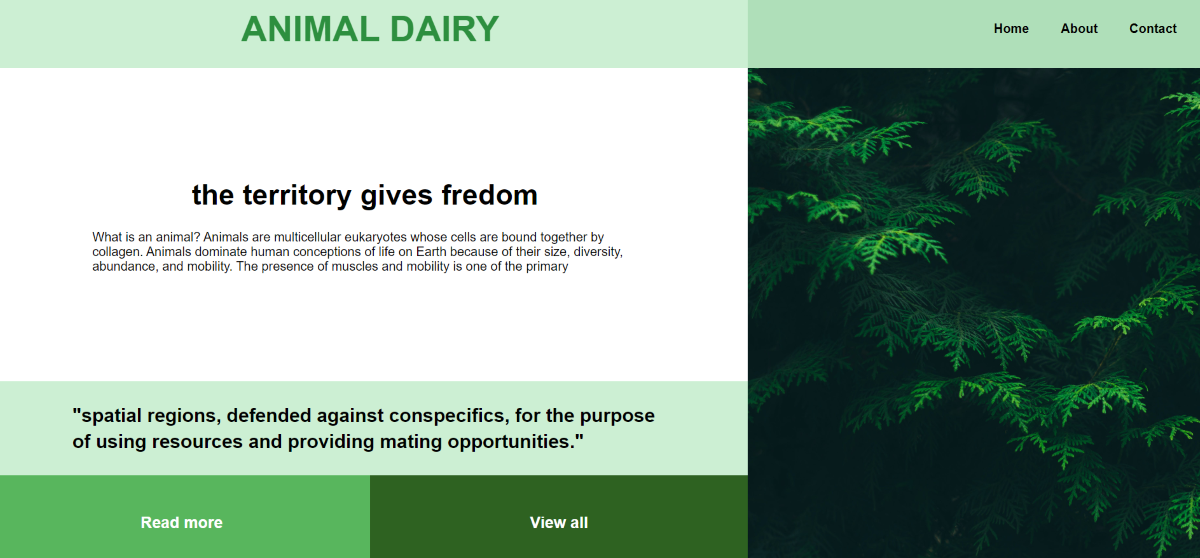 ANIMAL DAIRY
Home About Contact
the territory gives fredom
What is an animal? Animals are multicellular eukaryotes whose cells are bound together by
collagen. Animals dominate human conceptions of life on Earth because of their size, diversity,
abundance, and mobility. The presence of muscles and mobility is one of the primary
"spatial regions, defended against conspecifics, for the purpose
of using resources and providing mating opportunities."
Read more
View all